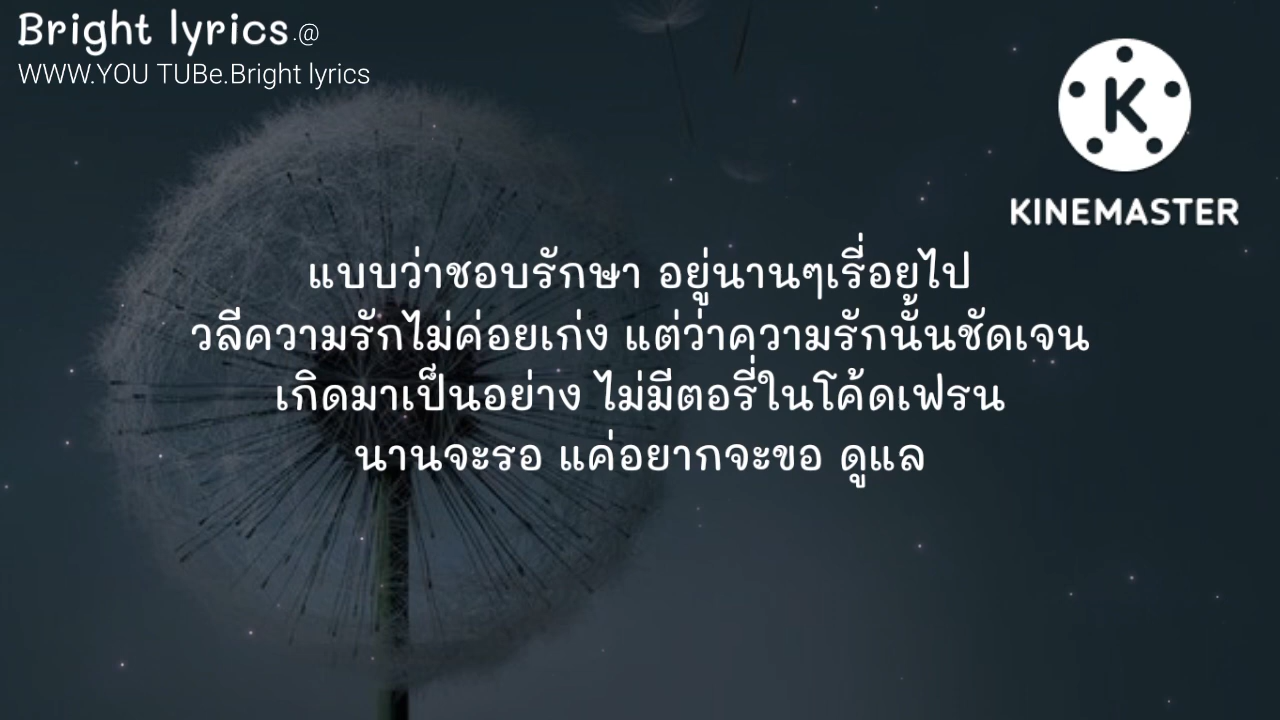 Bright lyrics.@
WWW.YOU TUBe.Bright lyrics
K
KINEMASTER
แบบว่าชอบรักษา อยู่นานๆเรี่อยไป
วลีความรักไม่ค่อยเก่ง แต่ว่าความรักนั้นชัดเจน
เกิดมาเป็นอย่าง ไม่มีตอรี่ในโค้ดเฟรน
นานจะรอ แค่อยากจะขอ ดูแล